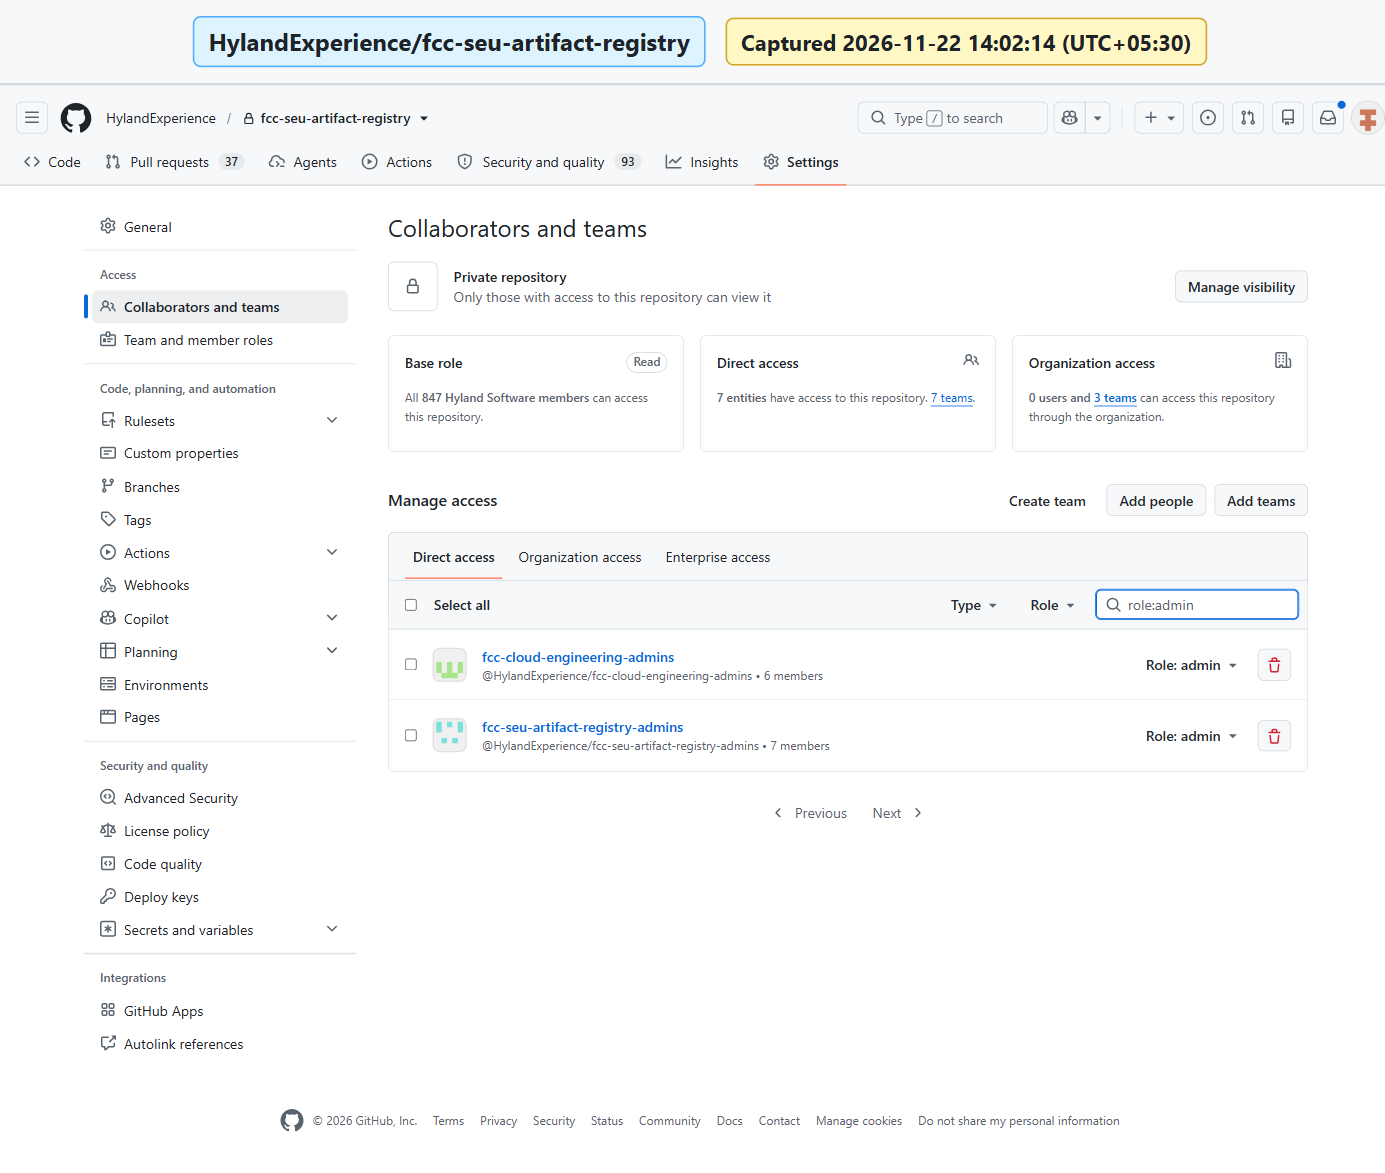 HylandExperience/fcc-seu-artifact-registry
Captured 2026-11-22 14:02:14 (UTC+05:30)
HylandExperience / fcc-seu-artifact-registry
Type / to search
Code
Pull requests 37
Agents
Actions
Security and quality 93
Insights
Settings
General
Access
Collaborators and teams
Team and member roles
Code, planning, and automation
Rulesets
Custom properties
Branches
Tags
Actions
Webhooks
Copilot
Planning
Environments
Pages
Security and quality
Advanced Security
License policy
Code quality
Deploy keys
Secrets and variables
Integrations
GitHub Apps
Autolink references
Collaborators and teams
Private repository
Only those with access to this repository can view it
Manage visibility
Base role
Read
All 847 Hyland Software members can access
this repository.
Direct access
7 entities have access to this repository. 7 teams.
Organization access
0 users and 3 teams can access this repository
through the organization.
Manage access
Create team
Add people
Add teams
Direct access
Organization access
Enterprise access
Select all
Type
Role
role:admin
fcc-cloud-engineering-admins
@HylandExperience/fcc-cloud-engineering-admins • 6 members
Role: admin
fcc-seu-artifact-registry-admins
@HylandExperience/fcc-seu-artifact-registry-admins • 7 members
Role: admin
Previous
Next
© 2026 GitHub, Inc.
Terms
Privacy
Security
Status
Community
Docs
Contact
Manage cookies
Do not share my personal information